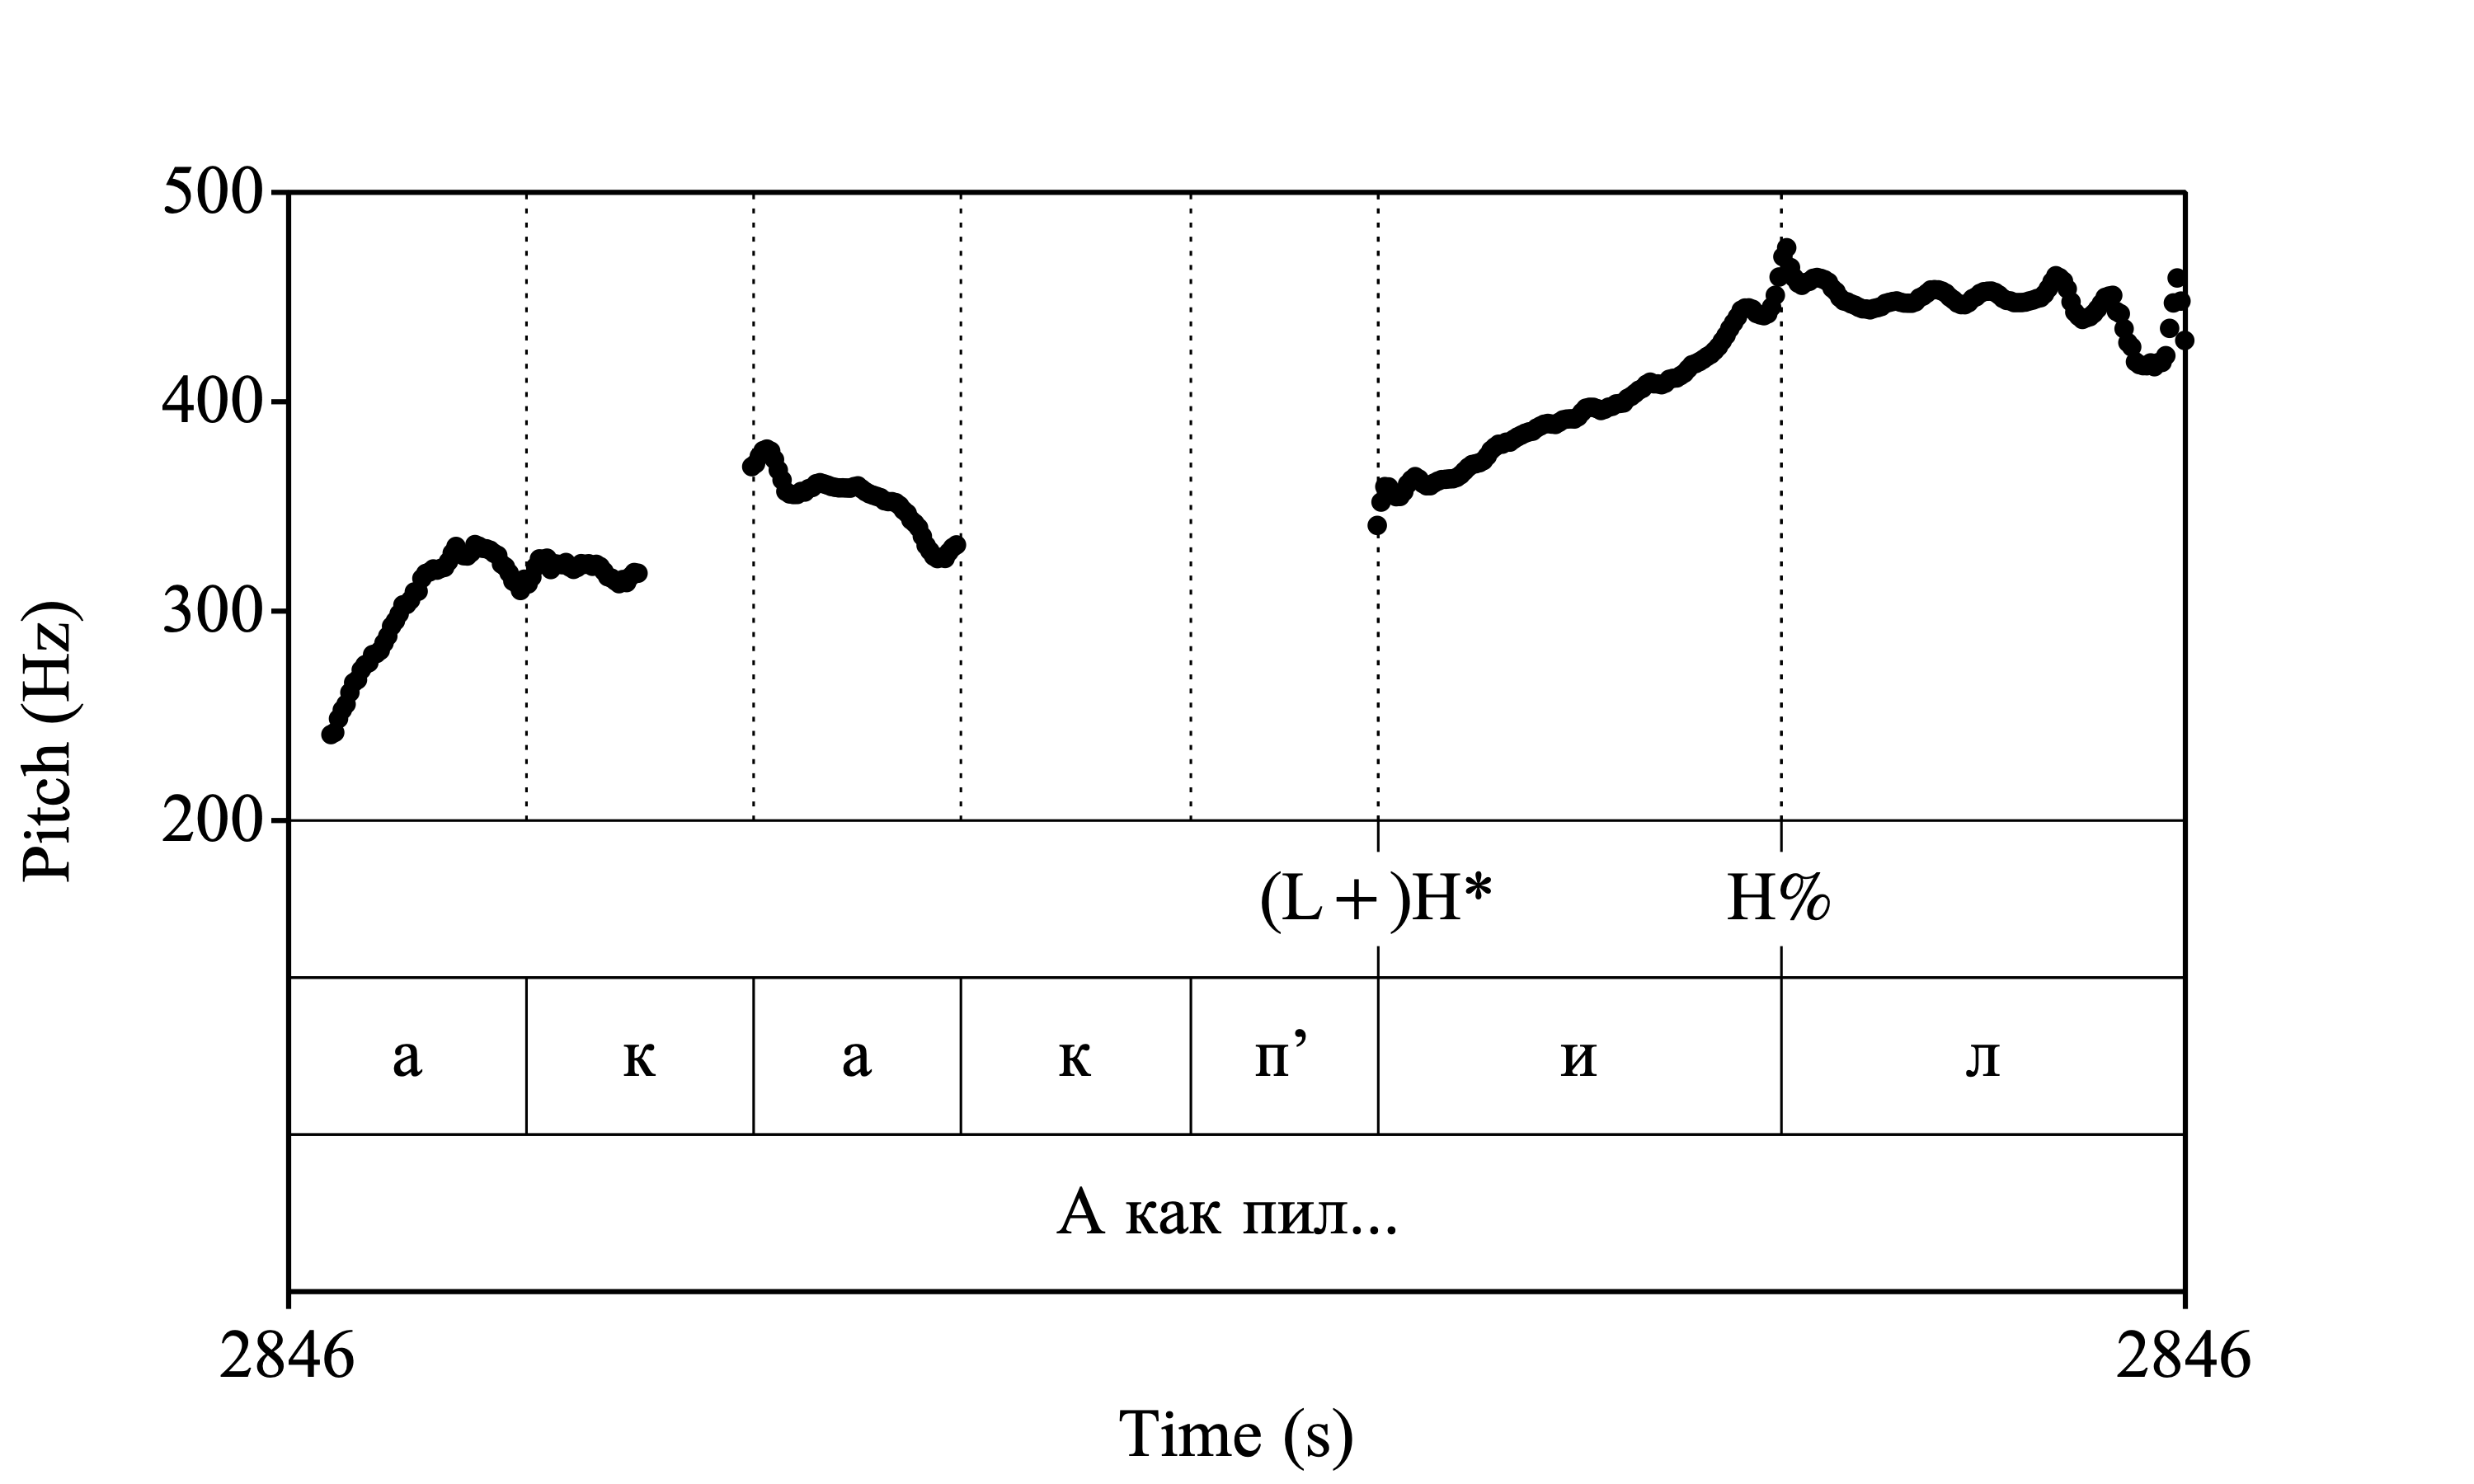 500
400
300
200
Pitch (Hz)
(L+)H* H%
а к а к п’ и л
А как пил...
2846 2846
Time (s)